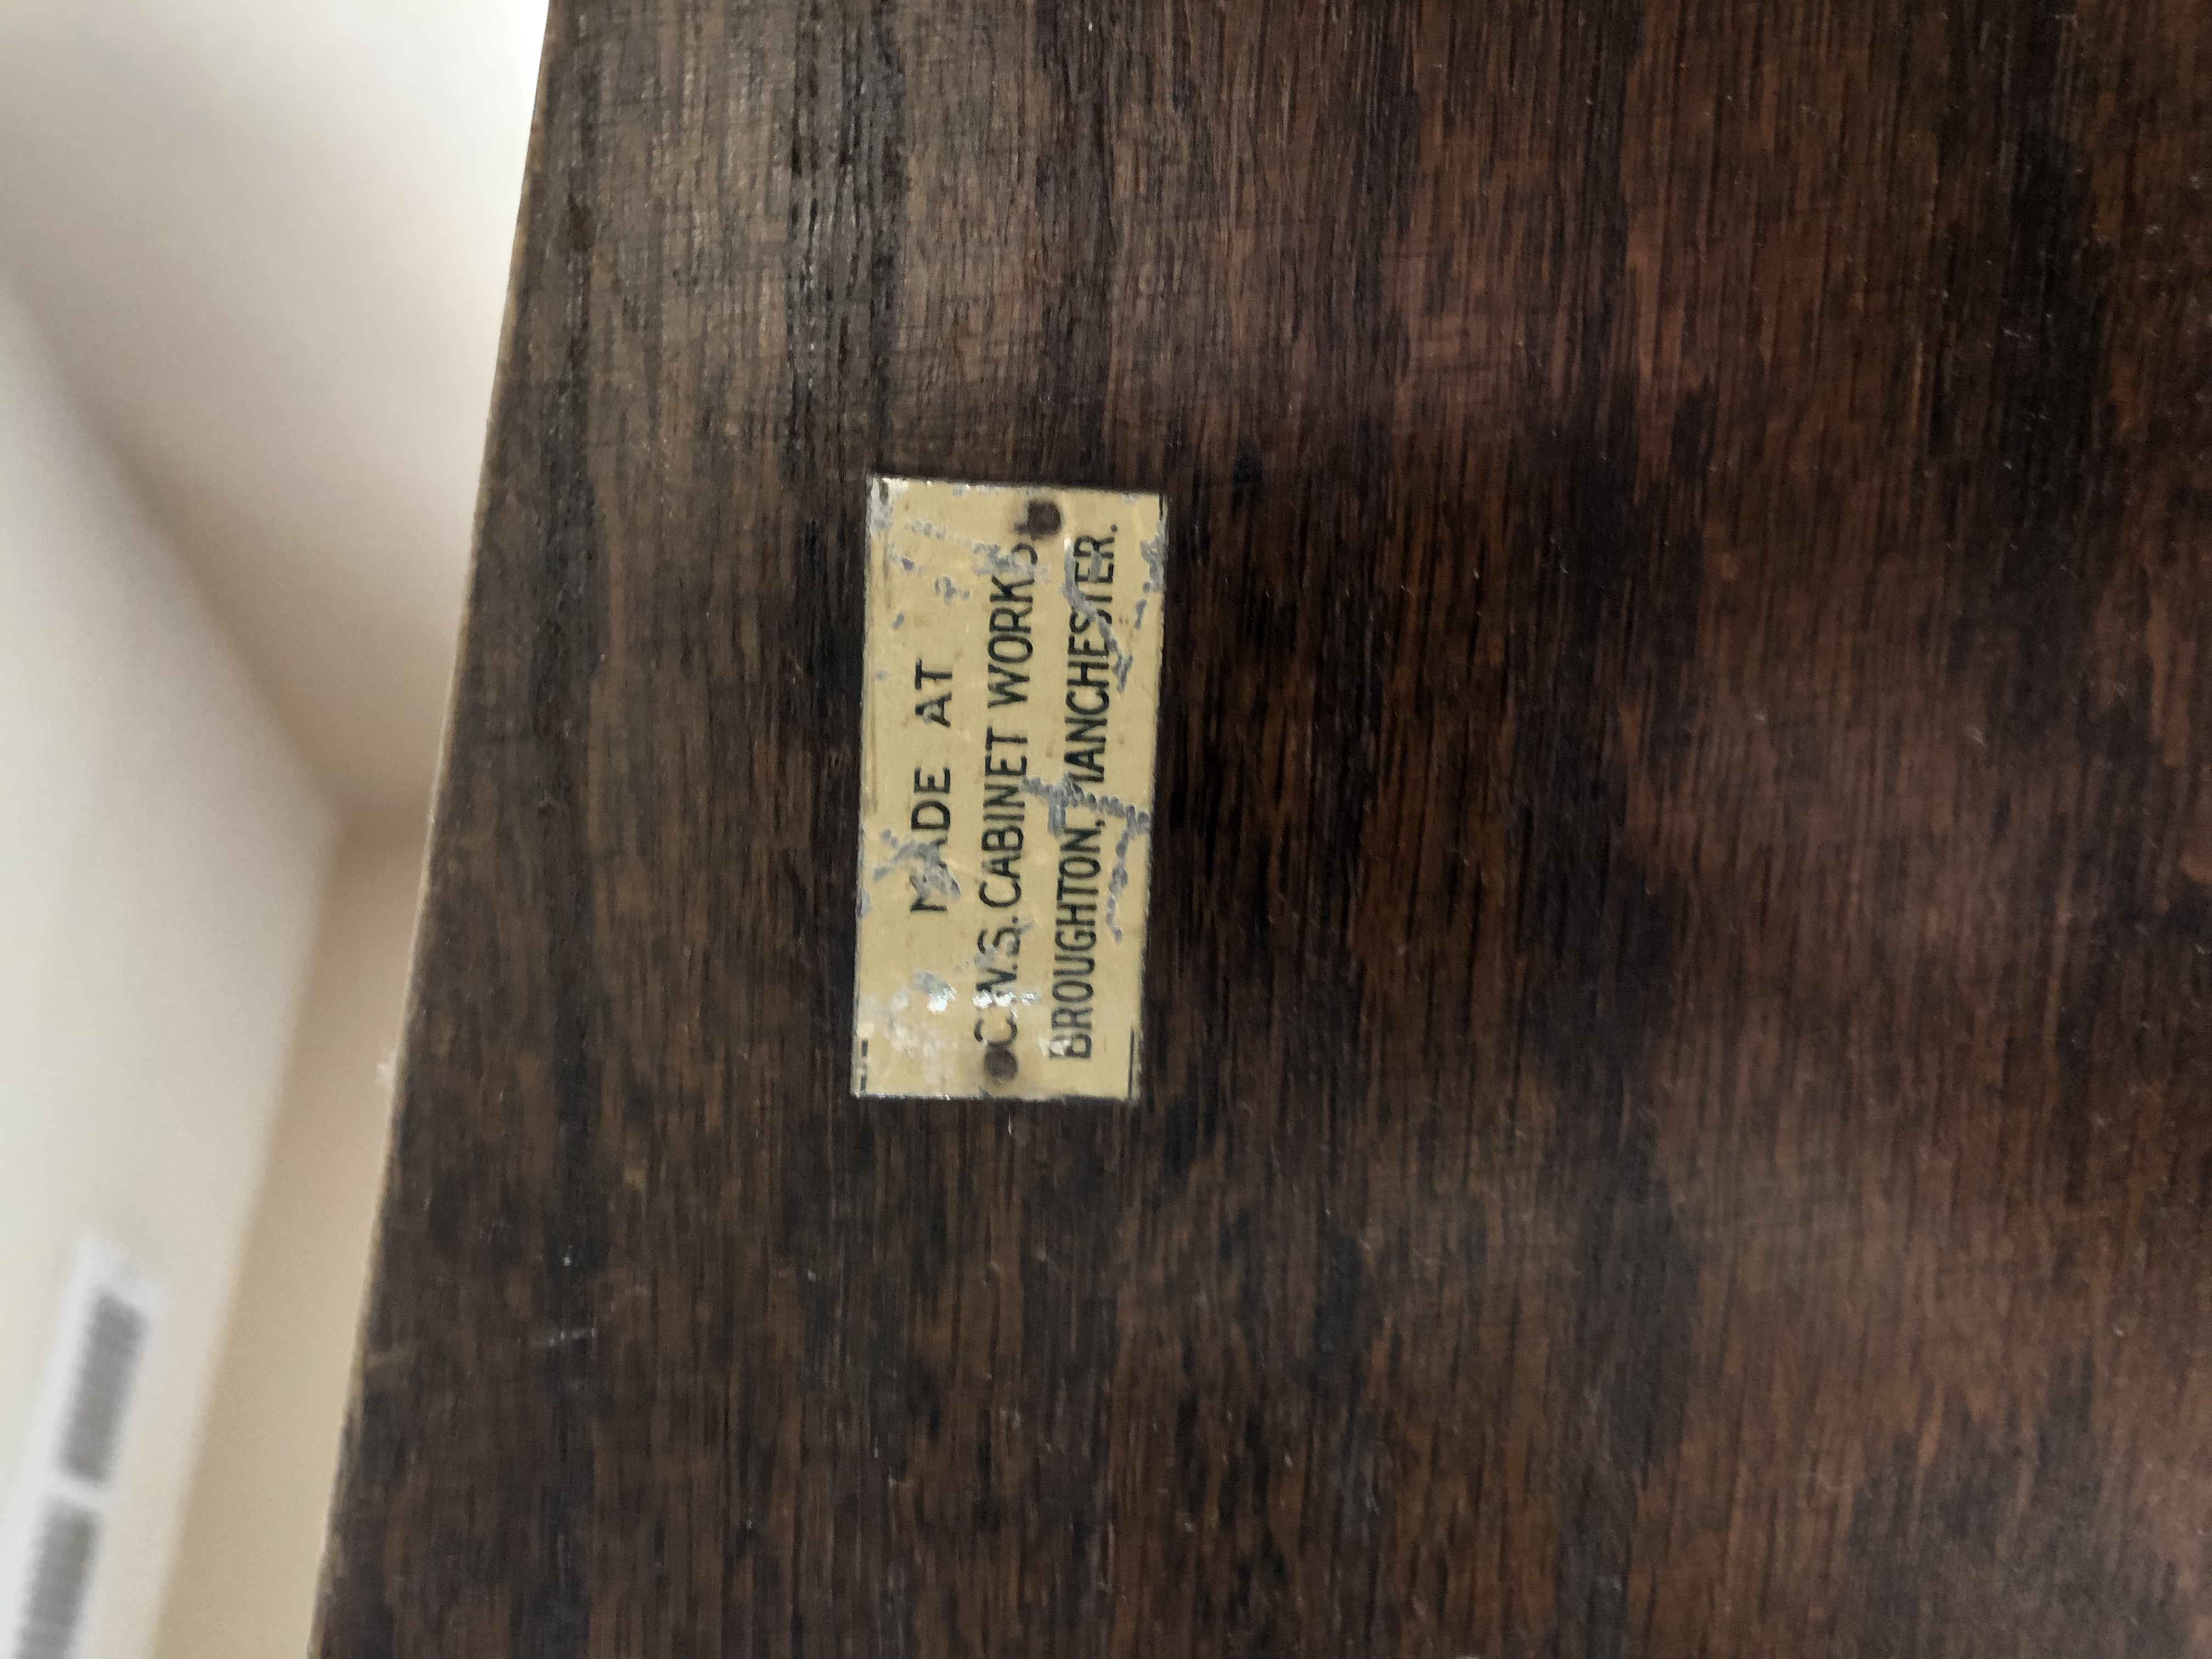 MADE AT
C.W.S. CABINET WORKS
BROUGHTON, MANCHESTER.